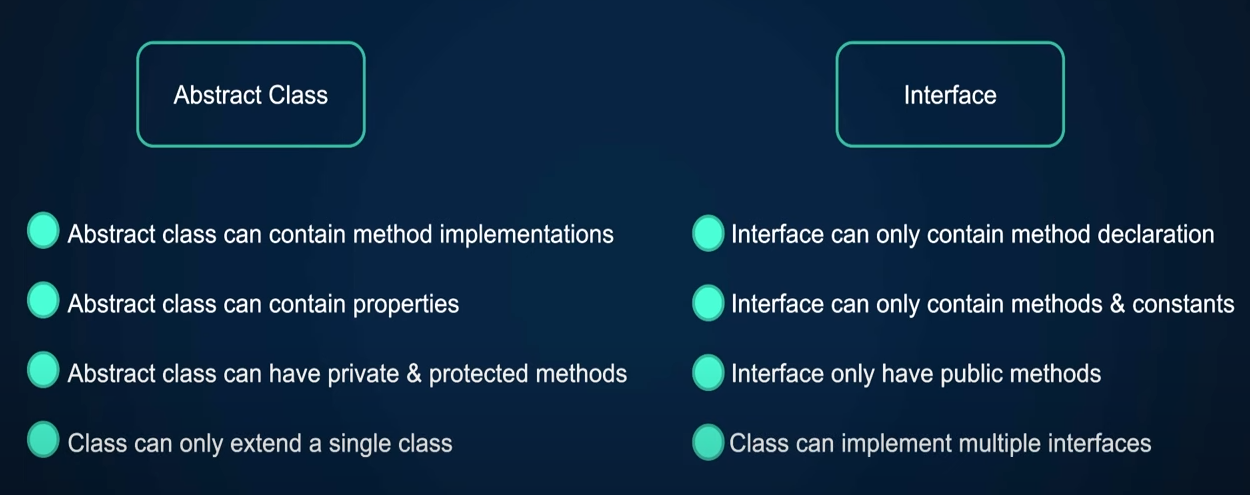 Abstract Class
Abstract class can contain method implementations
Abstract class can contain properties
Abstract class can have private & protected methods
Class can only extend a single class
Interface
Interface can only contain method declaration
Interface can only contain methods & constants
Interface only have public methods
Class can implement multiple interfaces